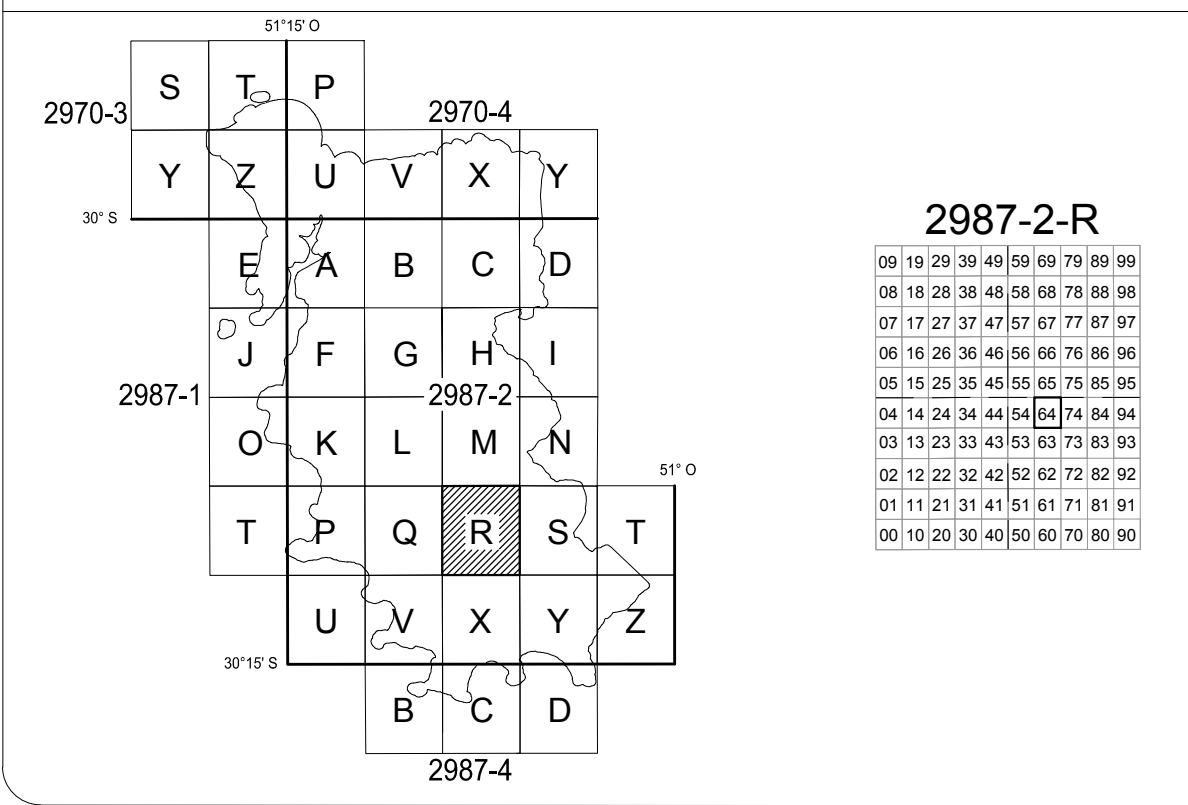 51°15' O
S T P
2970-3 2970-4
Y Z U V X Y
30° S
E A B C D
J F G H I
2987-1 2987-2
O K L M N
51° O
T P Q R S T
U V X Y Z
30°15' S
B C D
2987-4
2987-2-R
09 19 29 39 49 59 69 79 89 99
08 18 28 38 48 58 68 78 88 98
07 17 27 37 47 57 67 77 87 97
06 16 26 36 46 56 66 76 86 96
05 15 25 35 45 55 65 75 85 95
04 14 24 34 44 54 64 74 84 94
03 13 23 33 43 53 63 73 83 93
02 12 22 32 42 52 62 72 82 92
01 11 21 31 41 51 61 71 81 91
00 10 20 30 40 50 60 70 80 90